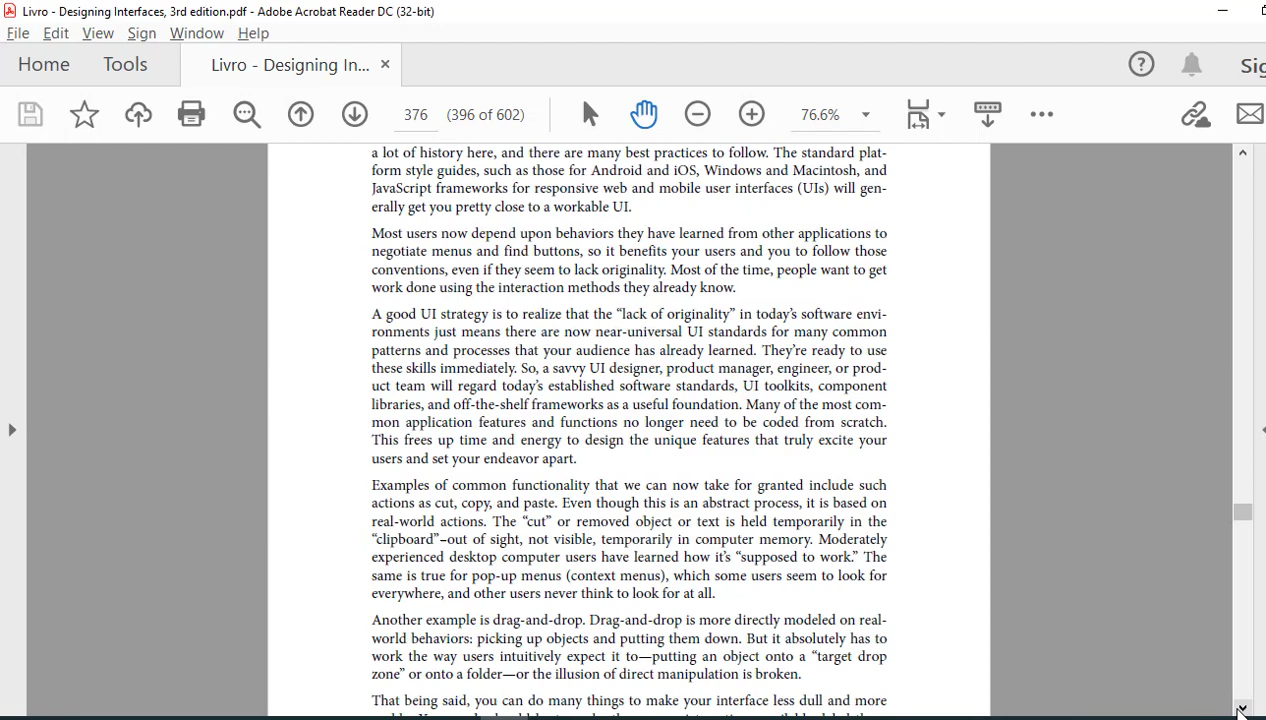 Livro - Designing Interfaces, 3rd edition.pdf - Adobe Acrobat Reader DC (32-bit)
File Edit View Sign Window Help
Home Tools Livro - Designing In... ×
376 (396 of 602) 76.6%
a lot of history here, and there are many best practices to follow. The standard plat-
form style guides, such as those for Android and iOS, Windows and Macintosh, and
JavaScript frameworks for responsive web and mobile user interfaces (UIs) will gen-
erally get you pretty close to a workable UI.
Most users now depend upon behaviors they have learned from other applications to
negotiate menus and find buttons, so it benefits your users and you to follow those
conventions, even if they seem to lack originality. Most of the time, people want to get
work done using the interaction methods they already know.
A good UI strategy is to realize that the “lack of originality” in today’s software envi-
ronments just means there are now near-universal UI standards for many common
patterns and processes that your audience has already learned. They’re ready to use
these skills immediately. So, a savvy UI designer, product manager, engineer, or prod-
uct team will regard today’s established software standards, UI toolkits, component
libraries, and off-the-shelf frameworks as a useful foundation. Many of the most com-
mon application features and functions no longer need to be coded from scratch.
This frees up time and energy to design the unique features that truly excite your
users and set your endeavor apart.
Examples of common functionality that we can now take for granted include such
actions as cut, copy, and paste. Even though this is an abstract process, it is based on
real-world actions. The “cut” or removed object or text is held temporarily in the
“clipboard”–out of sight, not visible, temporarily in computer memory. Moderately
experienced desktop computer users have learned how it’s “supposed to work.” The
same is true for pop-up menus (context menus), which some users seem to look for
everywhere, and other users never think to look for at all.
Another example is drag-and-drop. Drag-and-drop is more directly modeled on real-
world behaviors: picking up objects and putting them down. But it absolutely has to
work the way users intuitively expect it to—putting an object onto a “target drop
zone” or onto a folder—or the illusion of direct manipulation is broken.
That being said, you can do many things to make your interface less dull and more